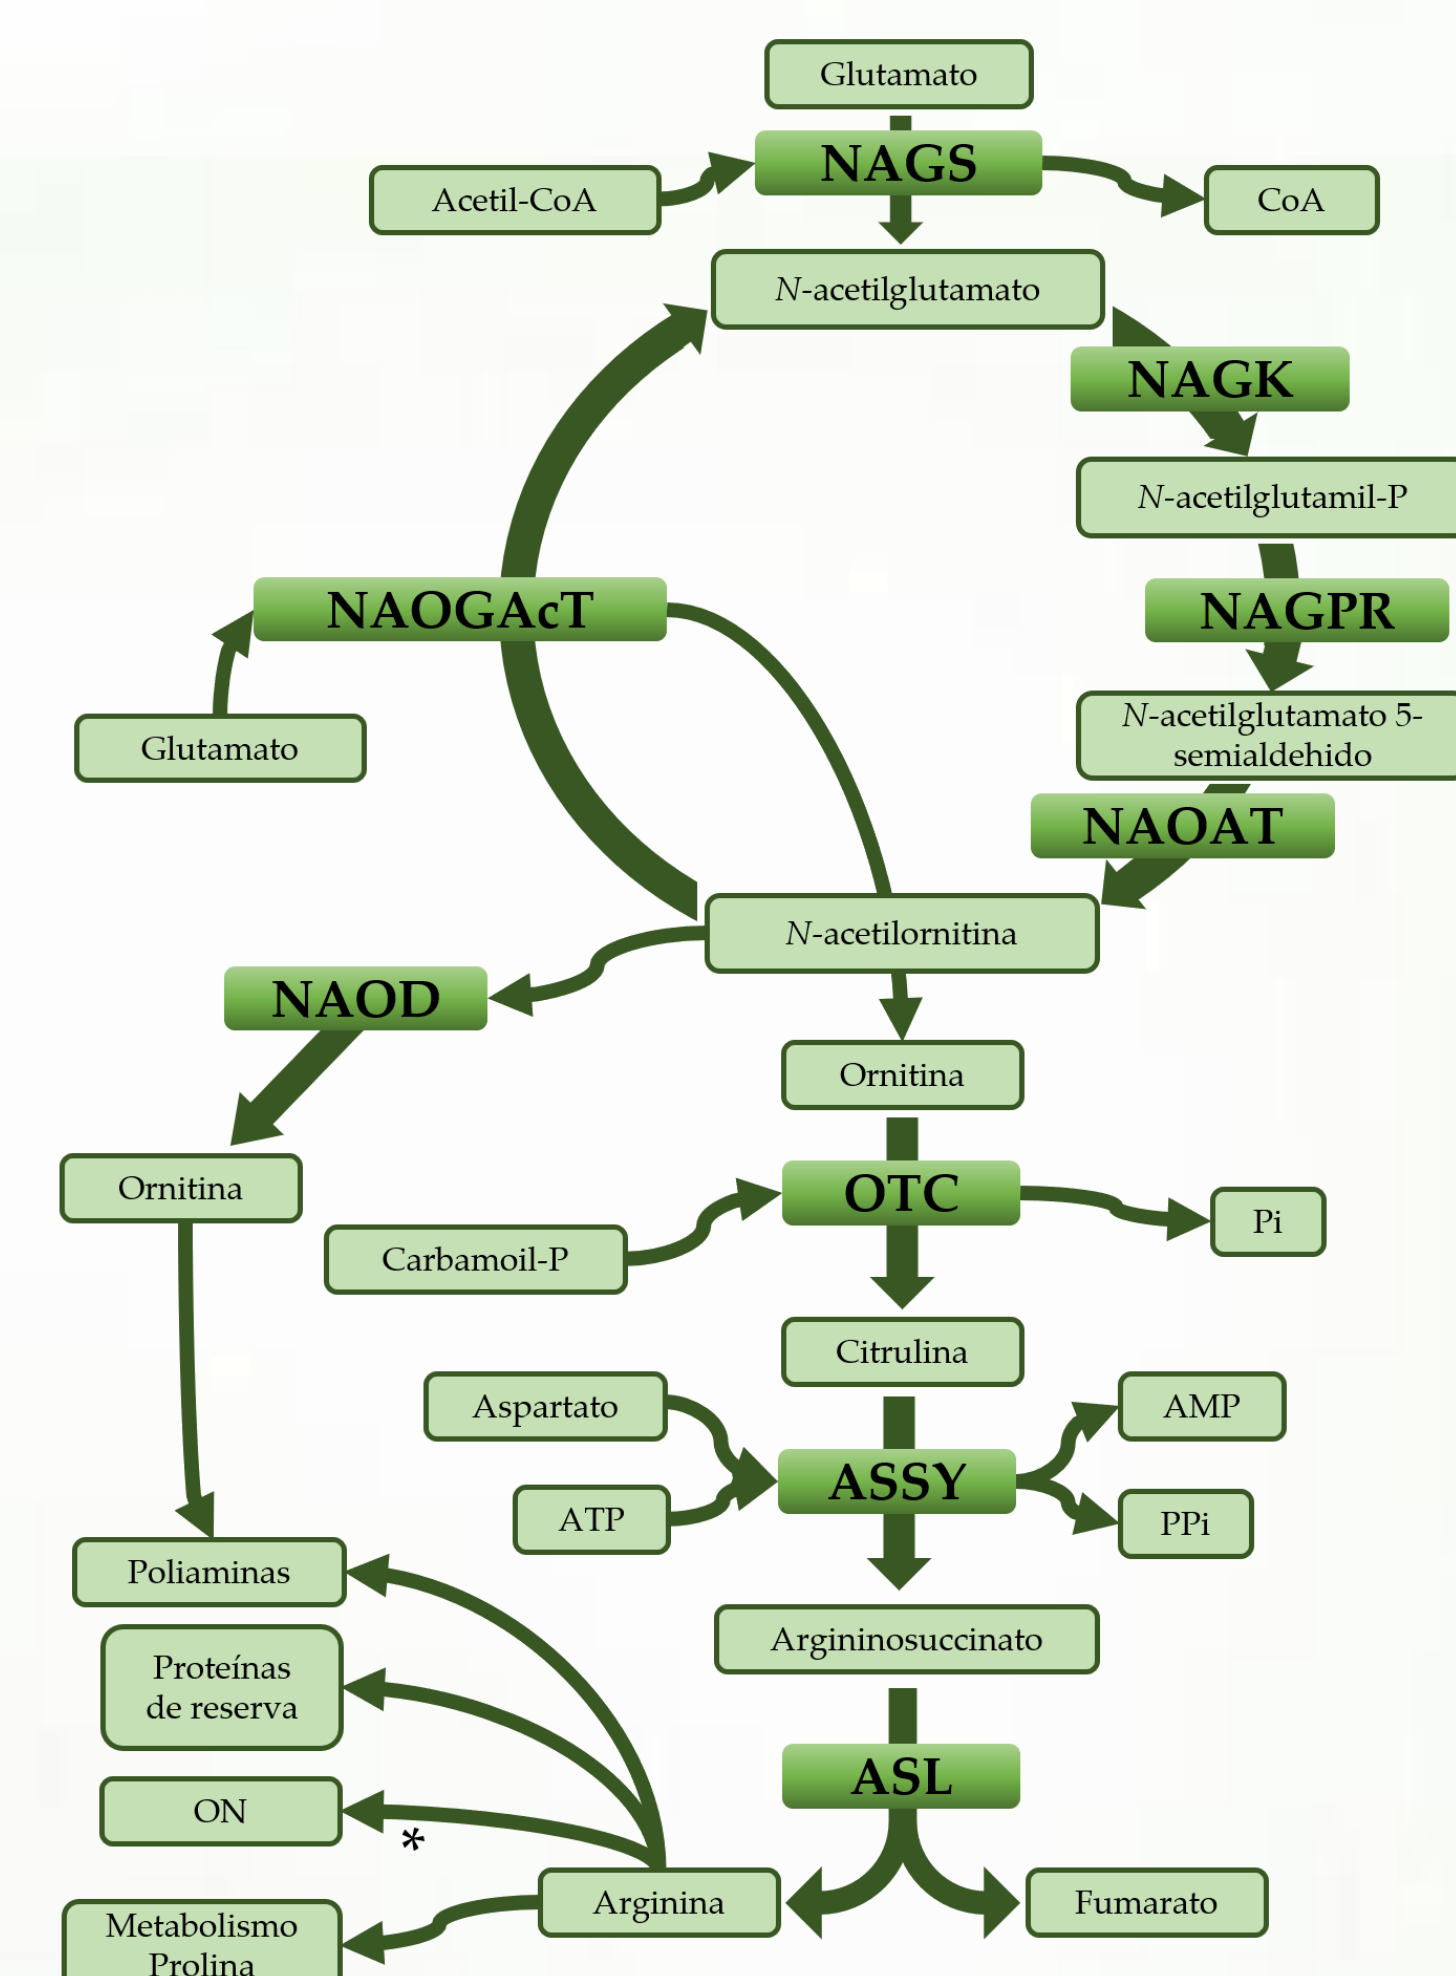 Glutamato
NAGS
Acetil-CoA
CoA
N-acetilglutamato
NAGK
N-acetilglutamil-P
NAOGAcT
NAGPR
Glutamato
N-acetilglutamato 5-
semialdehido
NAOAT
N-acetilornitina
NAOD
Ornitina
Ornitina
OTC
Pi
Carbamoil-P
Citrulina
Aspartato
AMP
ASSY
ATP
PPi
Poliaminas
Argininosuccinato
Proteínas
de reserva
ASL
ON
*
Arginina
Fumarato
Metabolismo
Prolina